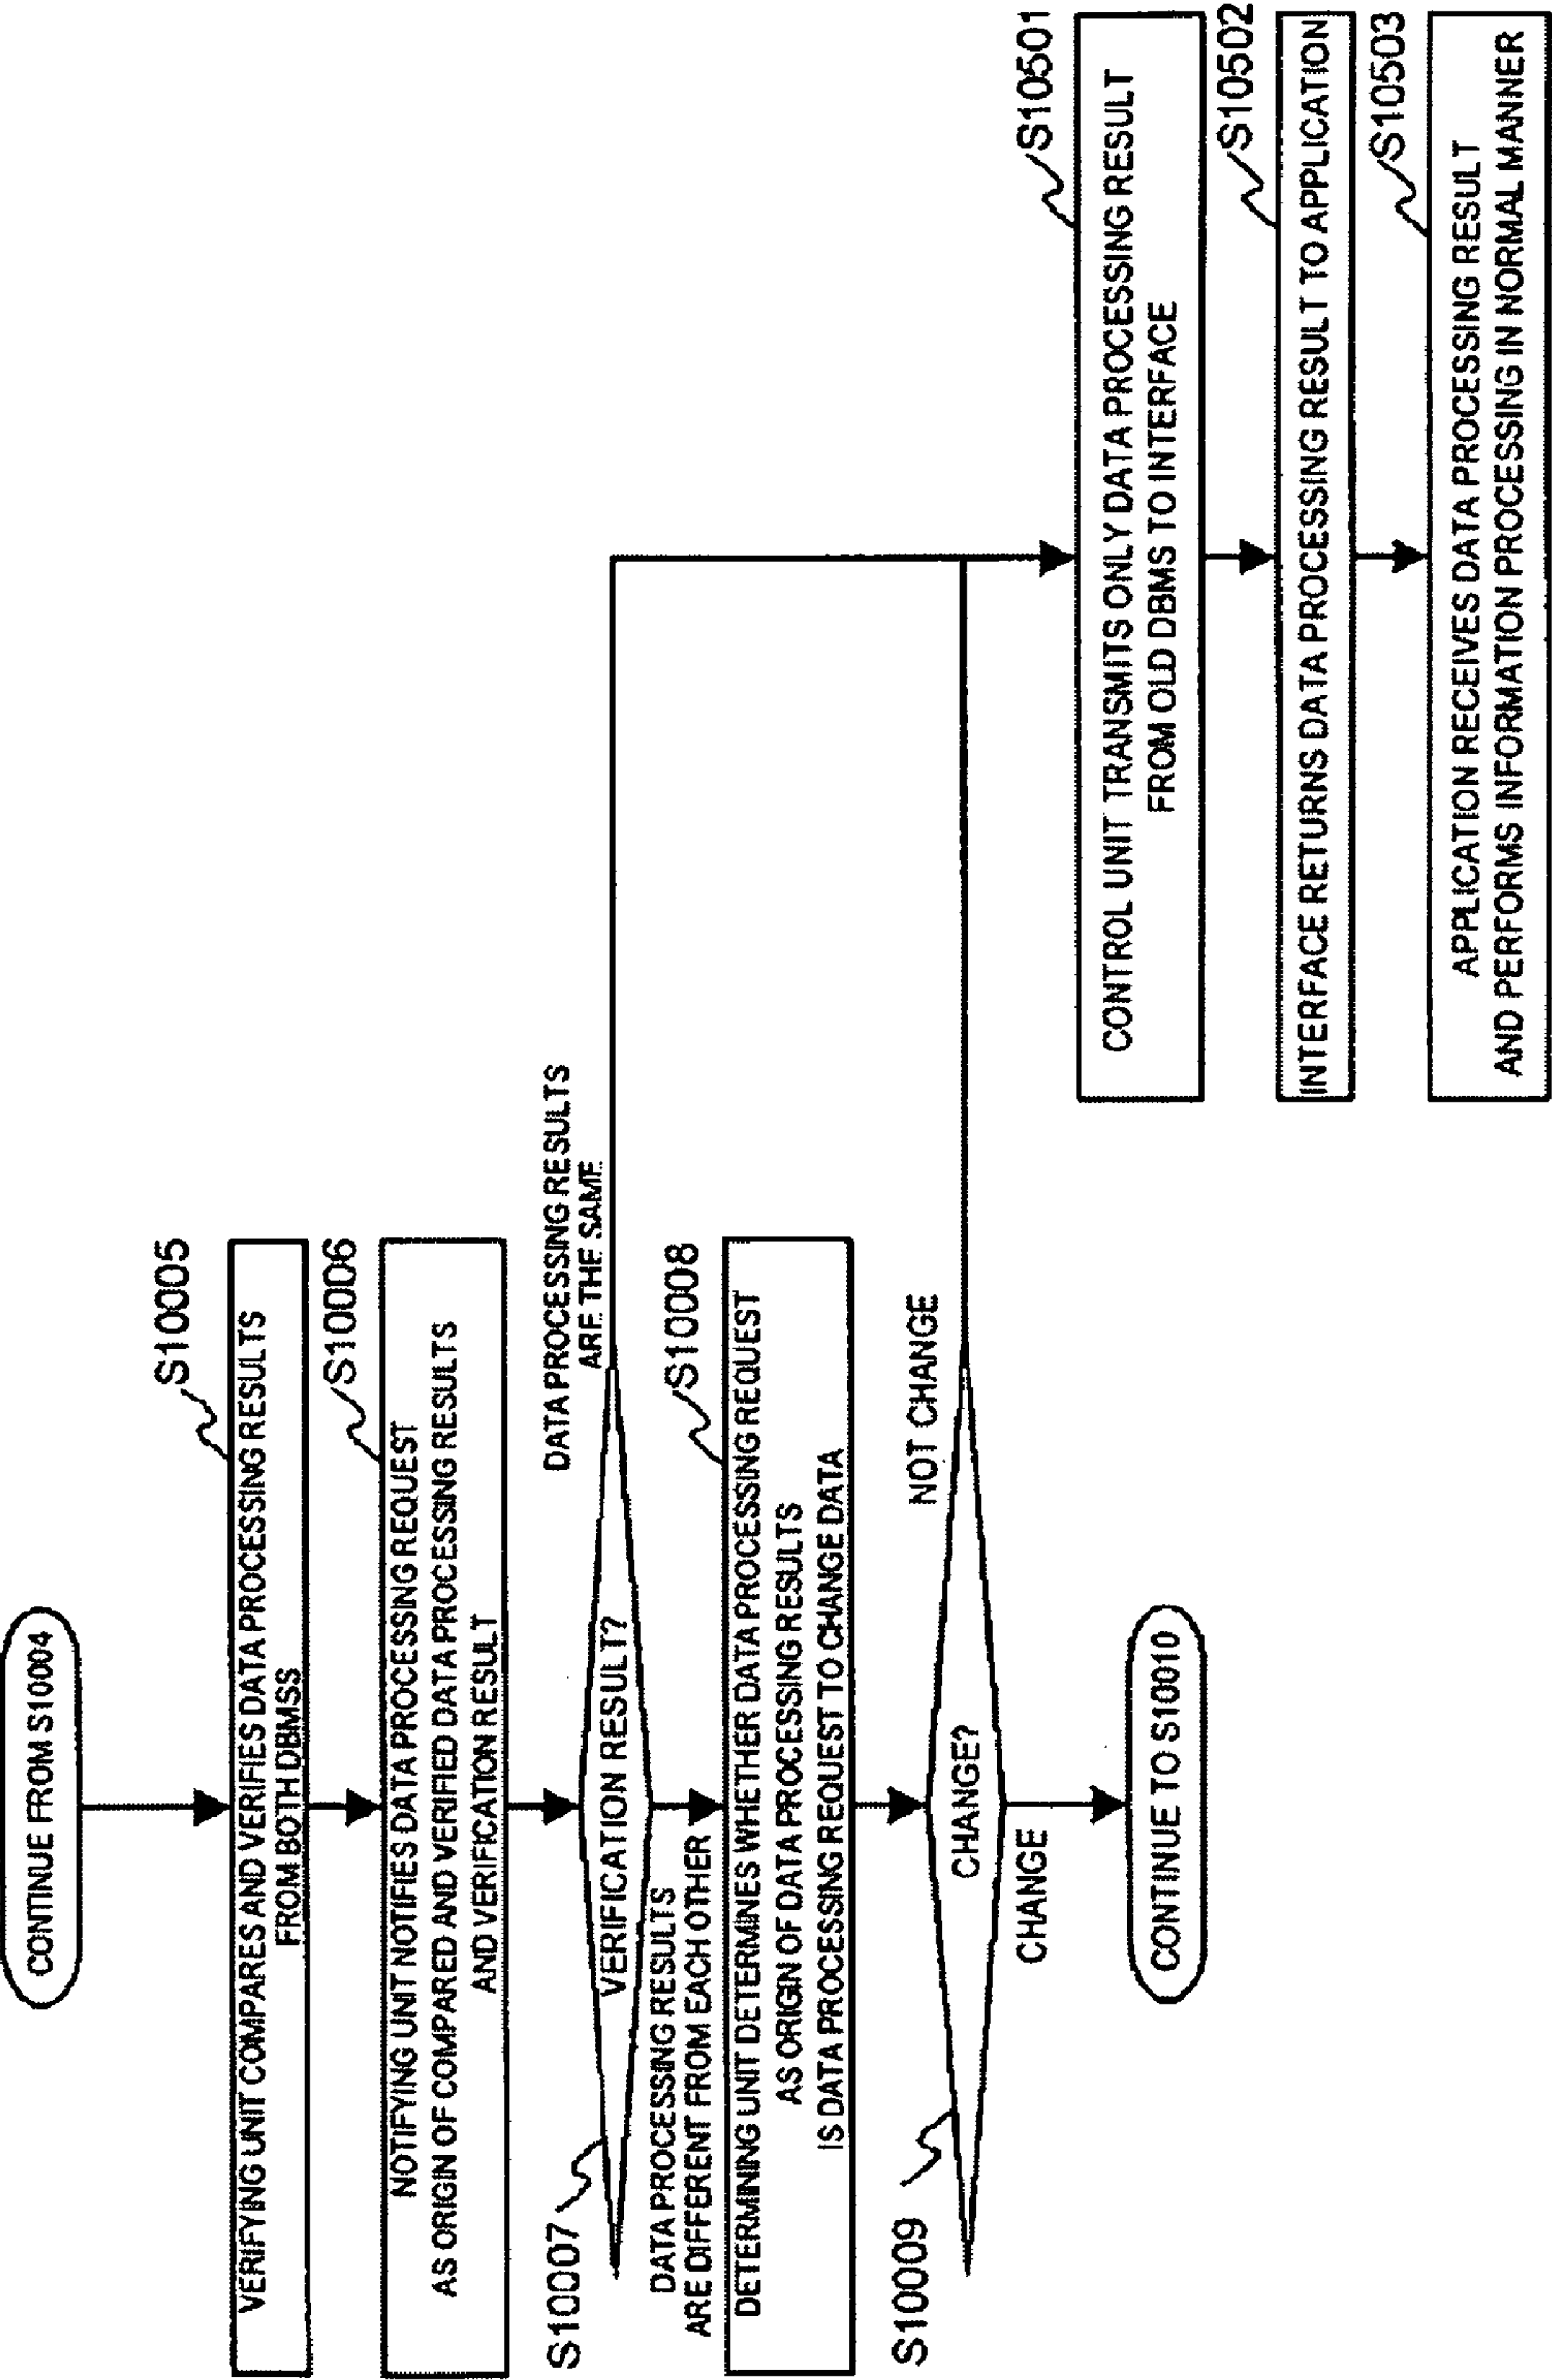 CONTINUE FROM S10004
S10005
VERIFYING UNIT COMPARES AND VERIFIES DATA PROCESSING RESULTS
FROM BOTH DBMSS
S10006
NOTIFYING UNIT NOTIFIES DATA PROCESSING REQUEST
AS ORIGIN OF COMPARED AND VERIFIED DATA PROCESSING RESULTS
AND VERIFICATION RESULT
S10007
VERIFICATION RESULT?
DATA PROCESSING RESULTS
ARE THE SAME
DATA PROCESSING RESULTS
ARE DIFFERENT FROM EACH OTHER
S10008
DETERMINING UNIT DETERMINES WHETHER DATA PROCESSING REQUEST
AS ORIGIN OF DATA PROCESSING RESULTS
IS DATA PROCESSING REQUEST TO CHANGE DATA
S10009
CHANGE?
NOT CHANGE
CHANGE
CONTINUE TO S10010
S10501
CONTROL UNIT TRANSMITS ONLY DATA PROCESSING RESULT
FROM OLD DBMS TO INTERFACE
S10502
INTERFACE RETURNS DATA PROCESSING RESULT TO APPLICATION
S10503
APPLICATION RECEIVES DATA PROCESSING RESULT
AND PERFORMS INFORMATION PROCESSING IN NORMAL MANNER